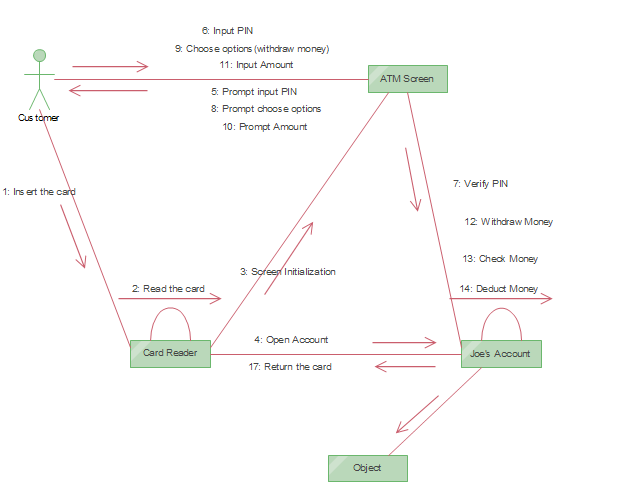 6: Input PIN
9: Choose options (withdraw money)
11: Input Amount
ATM Screen
5: Prompt input PIN
8: Prompt choose options
10: Prompt Amount
Customer
1: Insert the card
7: Verify PIN
12: Withdraw Money
13: Check Money
3: Screen Initialization
2: Read the card
14: Deduct Money
4: Open Account
Card Reader
Joe's Account
17: Return the card
Object